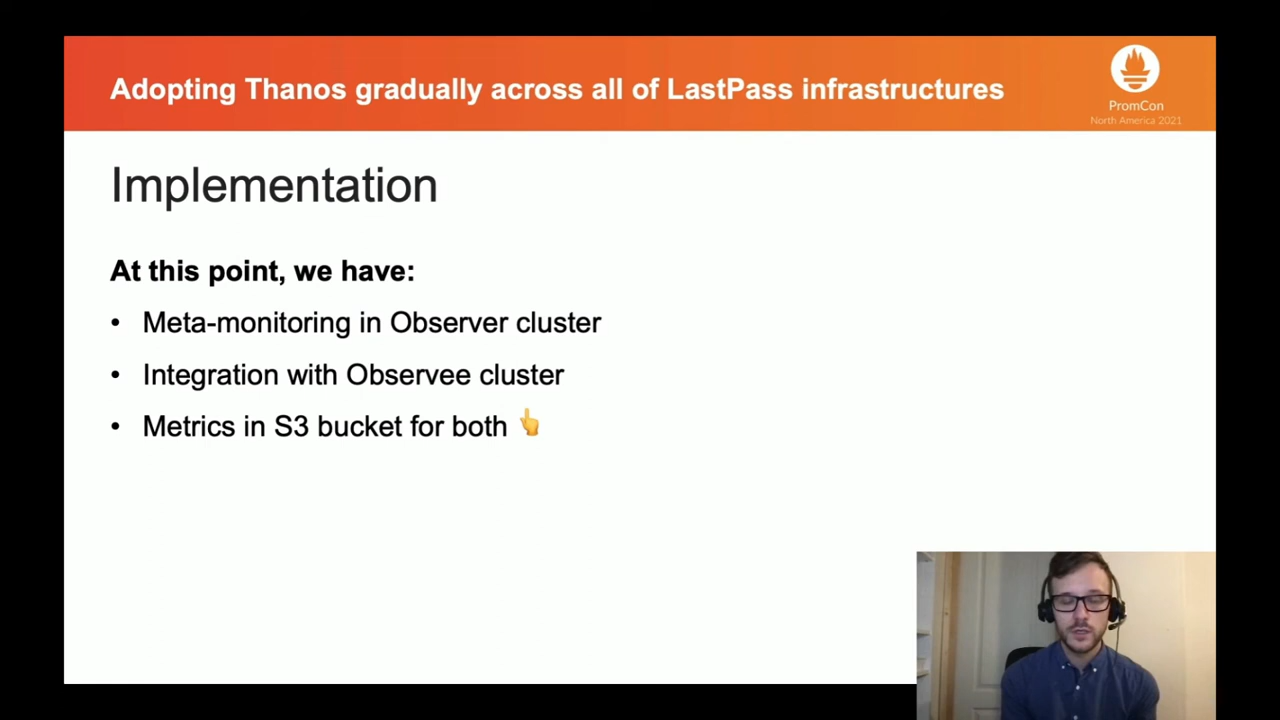 Adopting Thanos gradually across all of LastPass infrastructures
PromCon
North America 2021
Implementation
At this point, we have:
• Meta-monitoring in Observer cluster
• Integration with Observee cluster
• Metrics in S3 bucket for both 👆